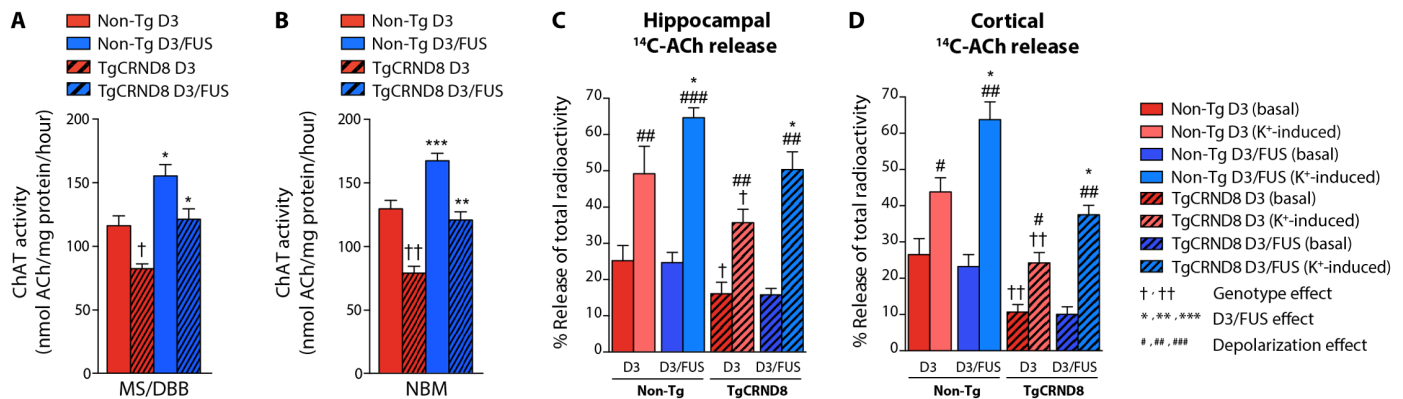 A
Non-Tg D3
Non-Tg D3/FUS
TgCRND8 D3
TgCRND8 D3/FUS
ChAT activity
(nmol ACh/mg protein/hour)
200
150
100
50
0
†
*
*
MS/DBB
B
Non-Tg D3
Non-Tg D3/FUS
TgCRND8 D3
TgCRND8 D3/FUS
ChAT activity
(nmol ACh/mg protein/hour)
200
150
100
50
0
††
***
**
NBM
C
Hippocampal
¹⁴C-ACh release
% Release of total radioactivity
70
60
50
40
30
20
10
0
##
*
###
†
##
†
*
##
D3 D3/FUS D3 D3/FUS
Non-Tg TgCRND8
D
Cortical
¹⁴C-ACh release
% Release of total radioactivity
70
60
50
40
30
20
10
0
#
*
##
††
#
††
*
##
D3 D3/FUS D3 D3/FUS
Non-Tg TgCRND8
Non-Tg D3 (basal)
Non-Tg D3 (K⁺-induced)
Non-Tg D3/FUS (basal)
Non-Tg D3/FUS (K⁺-induced)
TgCRND8 D3 (basal)
TgCRND8 D3 (K⁺-induced)
TgCRND8 D3/FUS (basal)
TgCRND8 D3/FUS (K⁺-induced)
†,†† Genotype effect
*,**,*** D3/FUS effect
#,##,### Depolarization effect